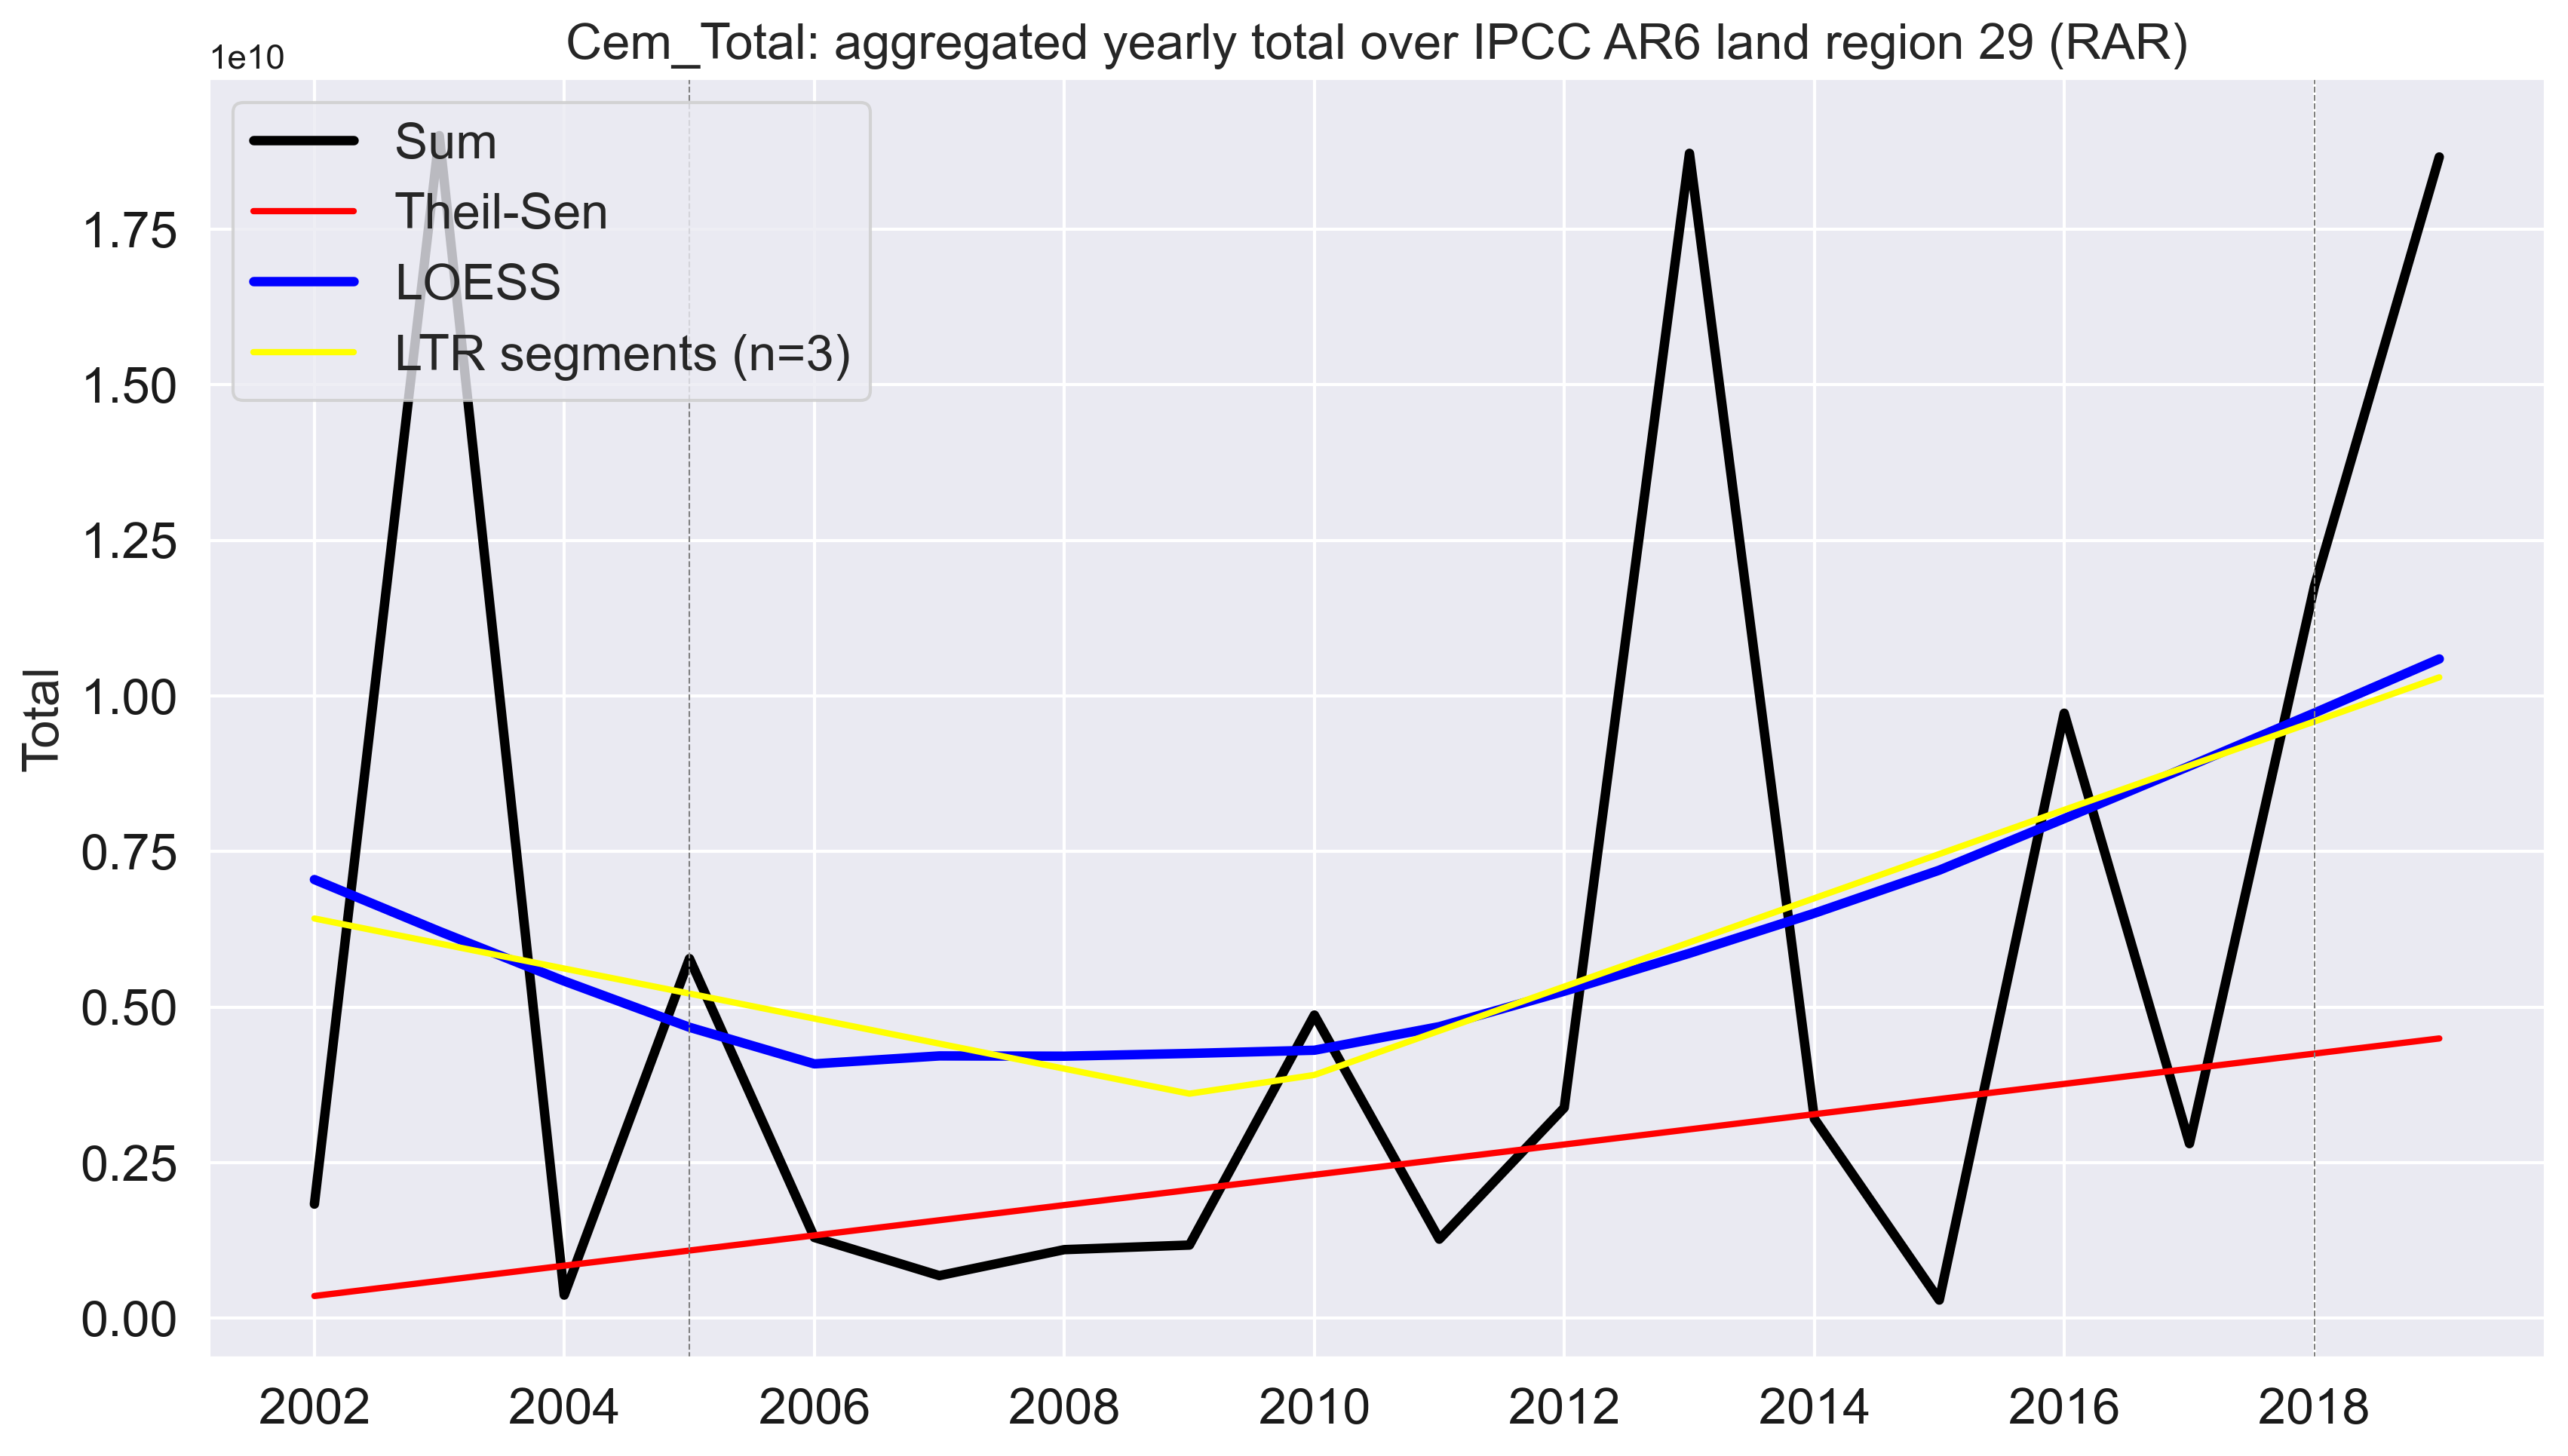 Cem_Total: aggregated yearly total over IPCC AR6 land region 29 (RAR)
1e10
Sum
Theil-Sen
LOESS
LTR segments (n=3)
1.75
1.50
1.25
1.00
0.75
0.50
0.25
0.00
Total
2002 2004 2006 2008 2010 2012 2014 2016 2018